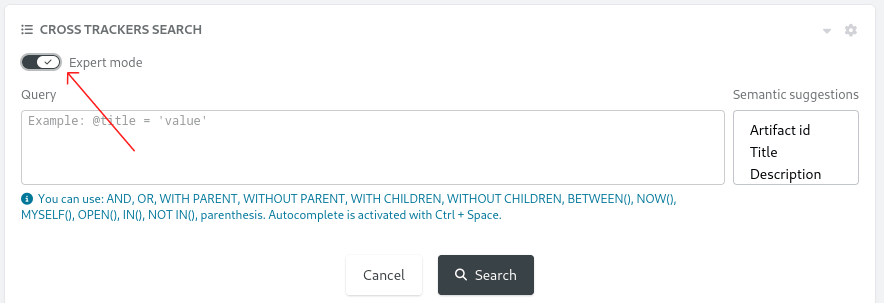 CROSS TRACKERS SEARCH
Expert mode
Query
Semantic suggestions
Example: @title = 'value'
Artifact id
Title
Description
You can use: AND, OR, WITH PARENT, WITHOUT PARENT, WITH CHILDREN, WITHOUT CHILDREN, BETWEEN(), NOW(),
MYSELF(), OPEN(), IN(), NOT IN(), parenthesis. Autocomplete is activated with Ctrl + Space.
Cancel
Search